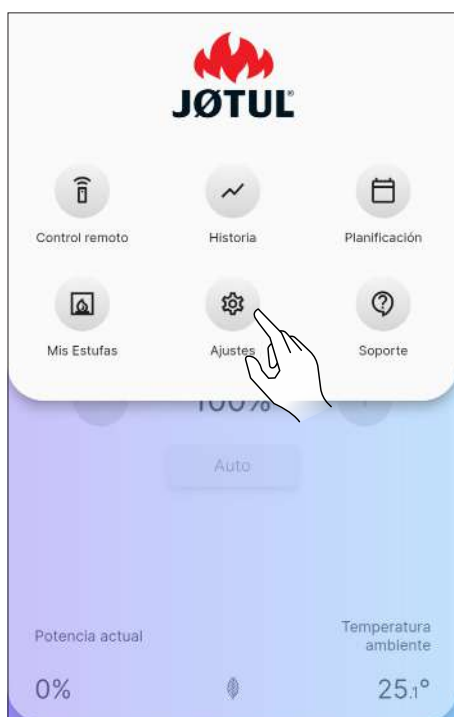 JØTUL®
Control remoto
Historia
Planificación
Mis Estufas
Ajustes
Soporte
100%
Auto
Potencia actual
Temperatura
ambiente
0%
25.1°